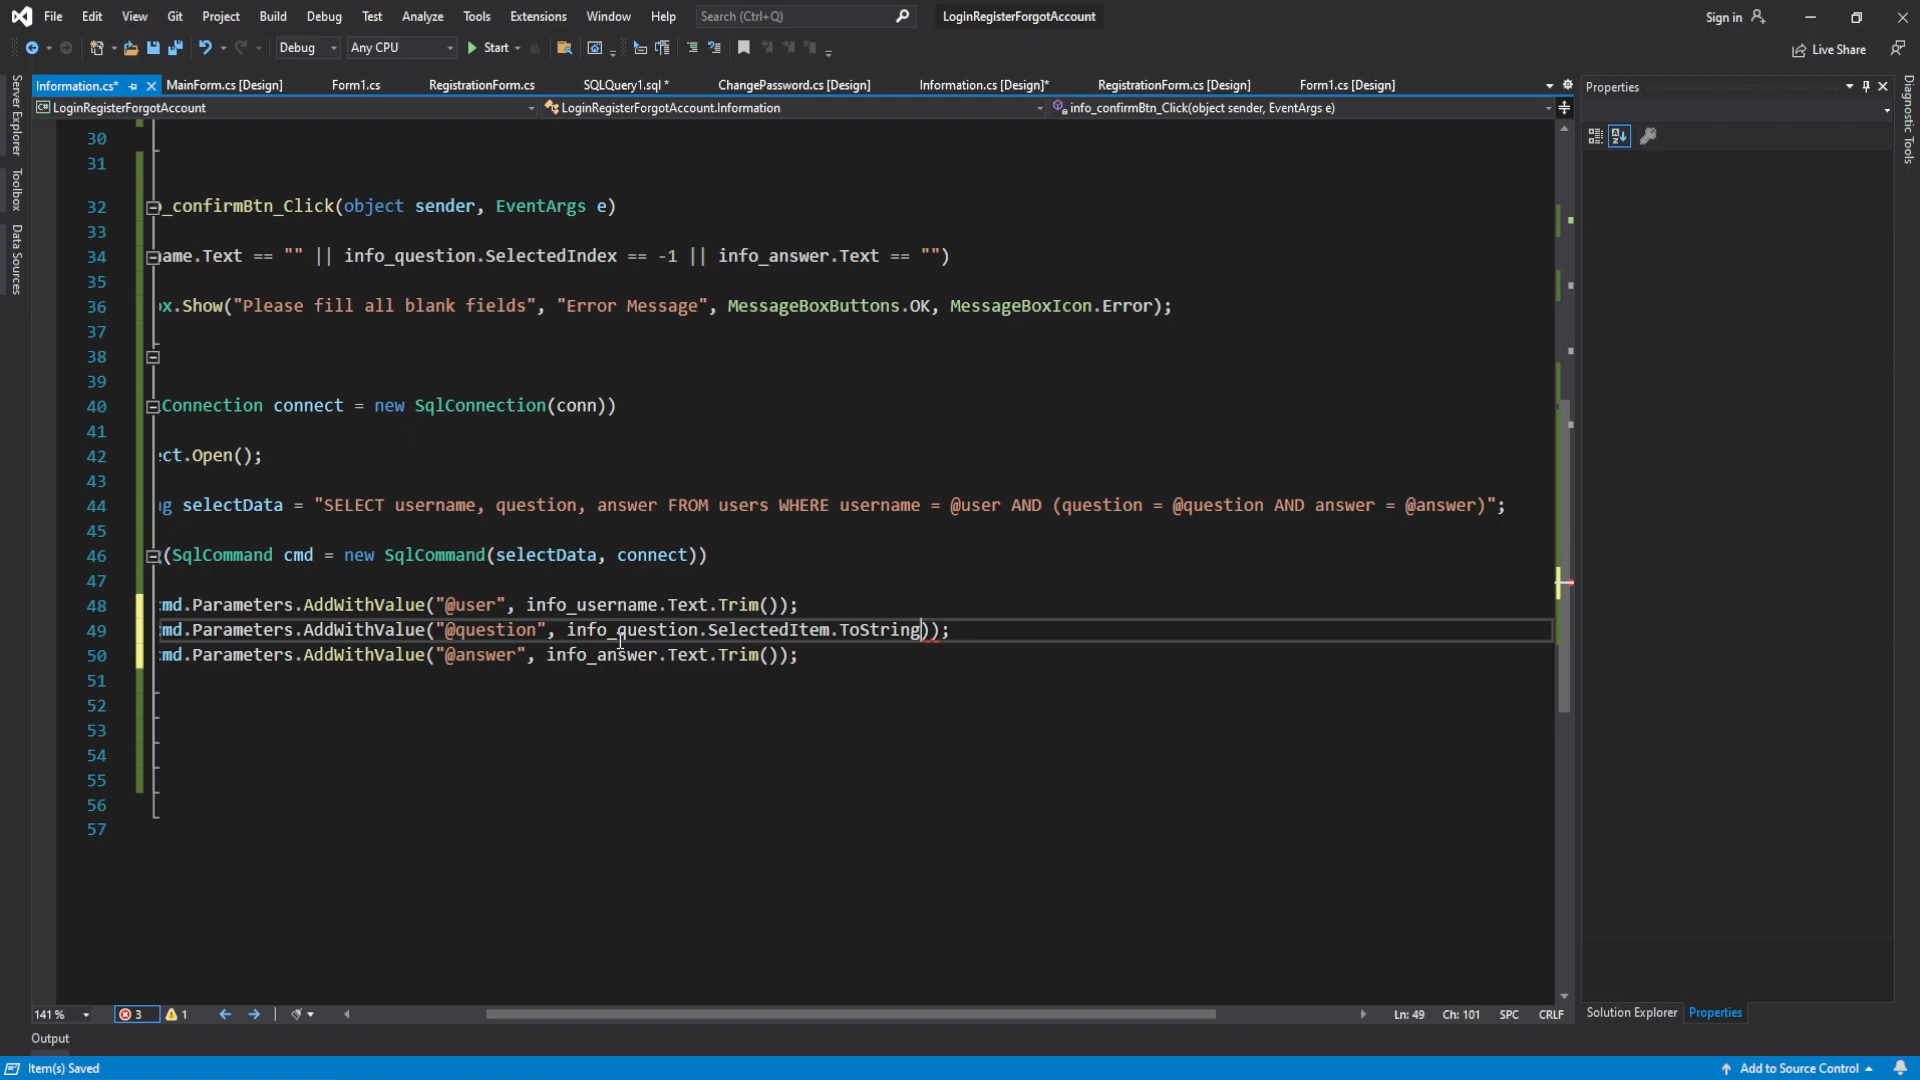 File Edit View Git Project Build Debug Test Analyze Tools Extensions Window Help Search (Ctrl+Q) LoginRegisterForgotAccount Sign in
Debug Any CPU Start Live Share
Information.cs* MainForm.cs [Design] Form1.cs RegistrationForm.cs SQLQuery1.sql * ChangePassword.cs [Design] Information.cs [Design]* RegistrationForm.cs [Design] Form1.cs [Design] Properties
LoginRegisterForgotAccount LoginRegisterForgotAccount.Information info_confirmBtn_Click(object sender, EventArgs e)
Server Explorer
Toolbox
Data Sources
Diagnostic Tools
30
31
32 _confirmBtn_Click(object sender, EventArgs e)
33
34 ame.Text == "" || info_question.SelectedIndex == -1 || info_answer.Text == "")
35
36 x.Show("Please fill all blank fields", "Error Message", MessageBoxButtons.OK, MessageBoxIcon.Error);
37
38
39
40 Connection connect = new SqlConnection(conn))
41
42 ct.Open();
43
44 g selectData = "SELECT username, question, answer FROM users WHERE username = @user AND (question = @question AND answer = @answer)";
45
46 (SqlCommand cmd = new SqlCommand(selectData, connect))
47
48 md.Parameters.AddWithValue("@user", info_username.Text.Trim());
49 md.Parameters.AddWithValue("@question", info_question.SelectedItem.ToString));
50 md.Parameters.AddWithValue("@answer", info_answer.Text.Trim());
51
52
53
54
55
56
57
141 % 3 1 Ln: 49 Ch: 101 SPC CRLF Solution Explorer Properties
Output
Item(s) Saved Add to Source Control